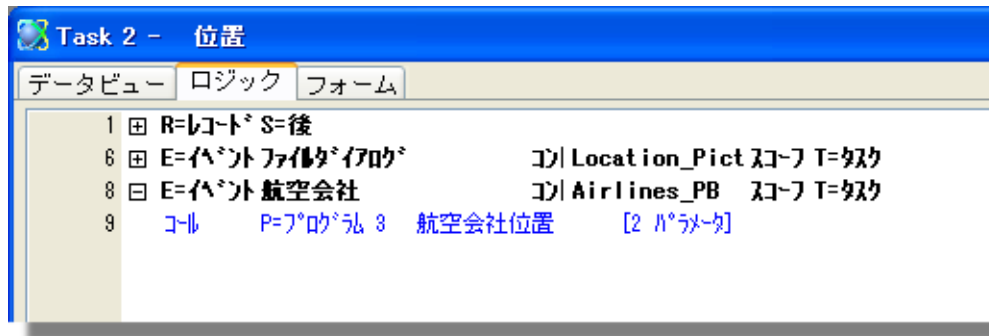 Task 2 - 位置
データビュー ロジック フォーム
1 R=ﾚｺｰﾄﾞ S=後
6 E=ｲﾍﾞﾝﾄ ﾌｧｲﾙﾀﾞｲｱﾛｸﾞ ｺﾝ Location_Pict ｽｺｰﾌ T=ﾀｽｸ
8 E=ｲﾍﾞﾝﾄ 航空会社 ｺﾝ Airlines_PB ｽｺｰﾌ T=ﾀｽｸ
9 ｺｰﾙ P=ﾌﾟﾛｸﾞﾗﾑ 3 航空会社位置 [2 ﾊﾟﾗﾒｰﾀ]